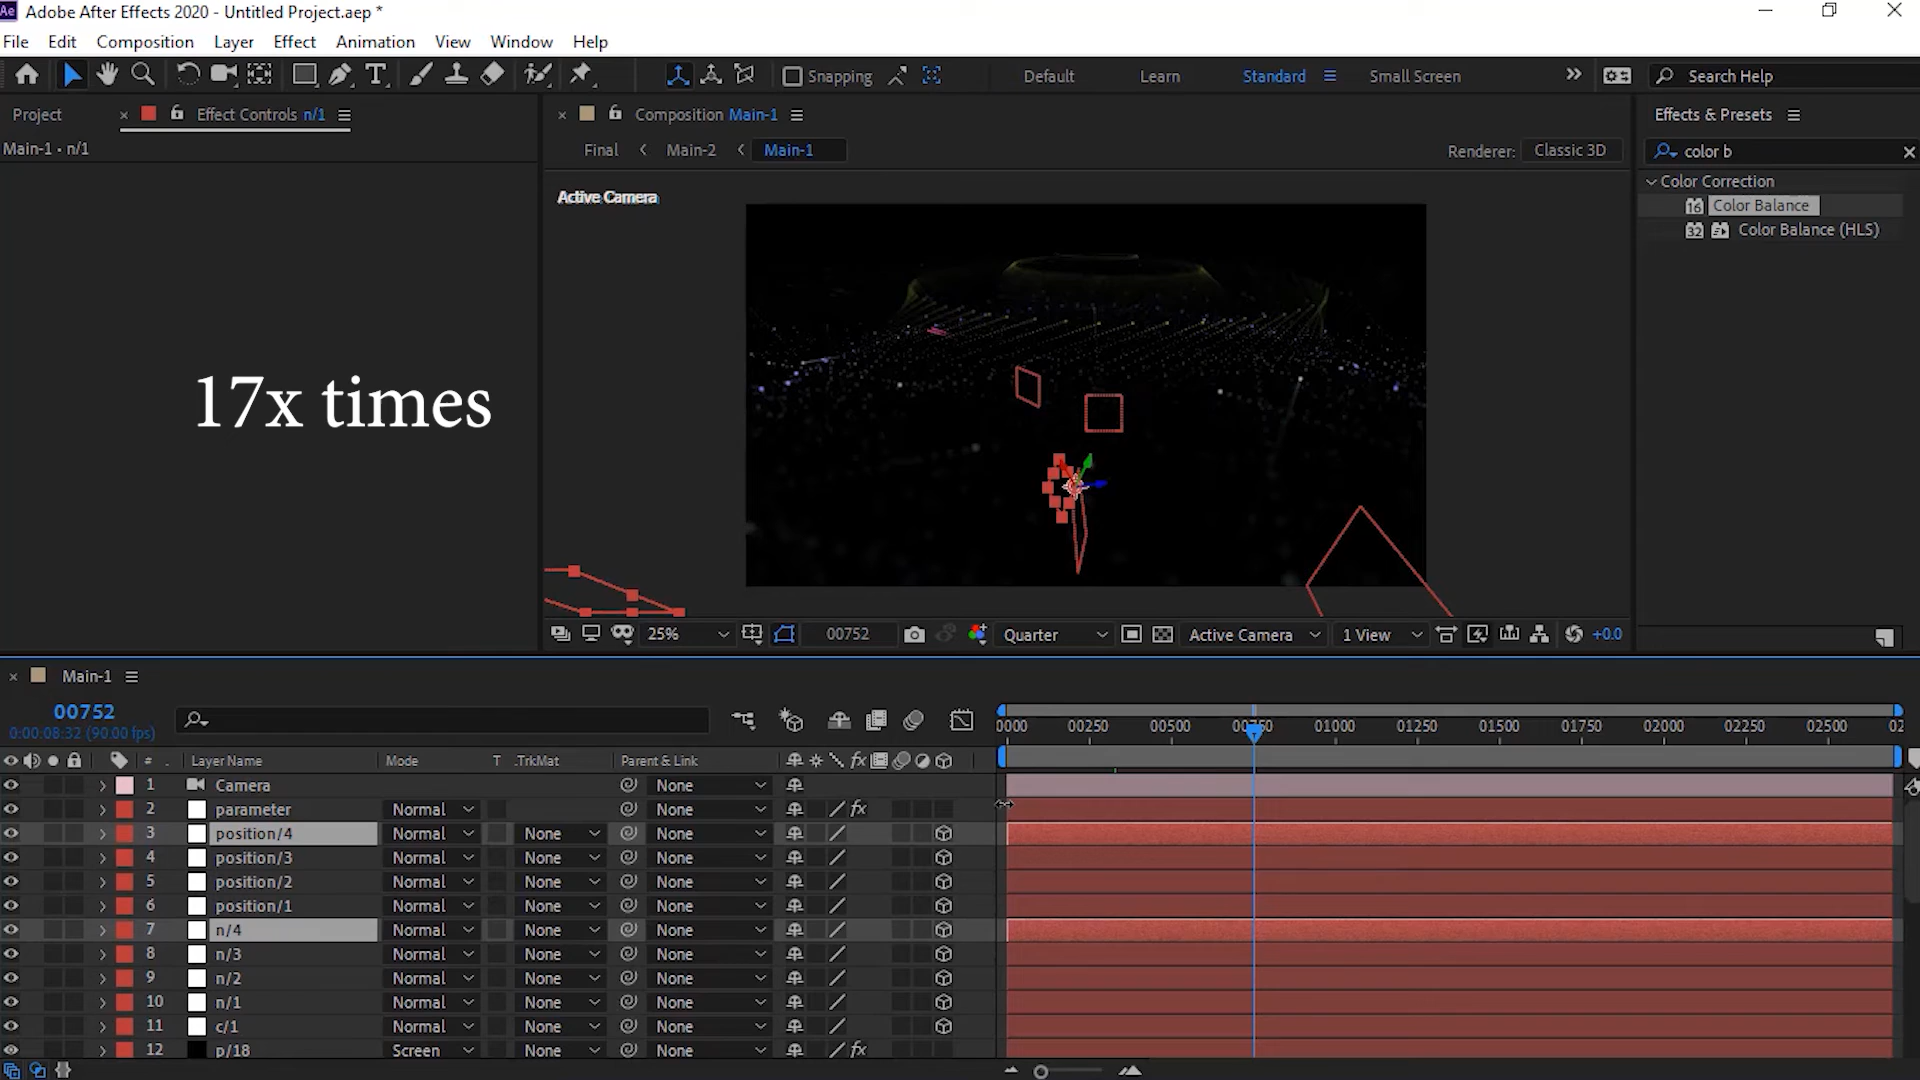 Ae Adobe After Effects 2020 - Untitled Project.aep *
File Edit Composition Layer Effect Animation View Window Help
Snapping Default Learn Standard Small Screen Search Help
Project Effect Controls n/1
Main-1 • n/1
17x times
Composition Main-1
Final Main-2 Main-1
Renderer: Classic 3D
Active Camera
25% 00752 Quarter Active Camera 1 View +0.0
Effects & Presets
color b
Color Correction
16 Color Balance
32 Color Balance (HLS)
Main-1
00752
0:00:08:32 (90.00 fps)
0000 00250 00500 00750 01000 01250 01500 01750 02000 02250 02500 02
# Layer Name Mode T .TrkMat Parent & Link fx
1 Camera None
2 parameter Normal None fx
3 position/4 Normal None None
4 position/3 Normal None None
5 position/2 Normal None None
6 position/1 Normal None None
7 n/4 Normal None None
8 n/3 Normal None None
9 n/2 Normal None None
10 n/1 Normal None None
11 c/1 Normal None None
12 p/18 Screen None None fx